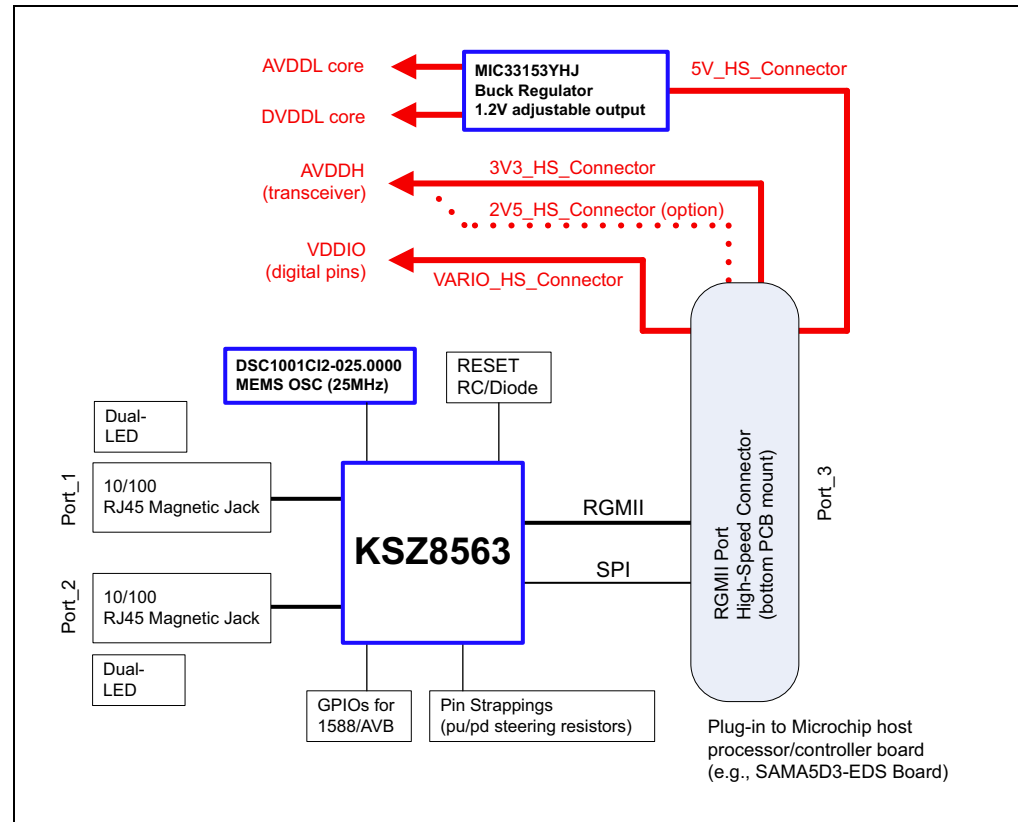 AVDDL core
DVDDL core
MIC33153YHJ
Buck Regulator
1.2V adjustable output
5V_HS_Connector
AVDDH
(transceiver)
3V3_HS_Connector
2V5_HS_Connector (option)
VDDIO
(digital pins)
VARIO_HS_Connector
DSC1001CI2-025.0000
MEMS OSC (25MHz)
RESET
RC/Diode
Dual-
LED
Port_1
10/100
RJ45 Magnetic Jack
Port_2
10/100
RJ45 Magnetic Jack
Dual-
LED
KSZ8563
RGMII
SPI
RGMII Port
High-Speed Connector
(bottom PCB mount)
Port_3
GPIOs for
1588/AVB
Pin Strappings
(pu/pd steering resistors)
Plug-in to Microchip host
processor/controller board
(e.g., SAMA5D3-EDS Board)